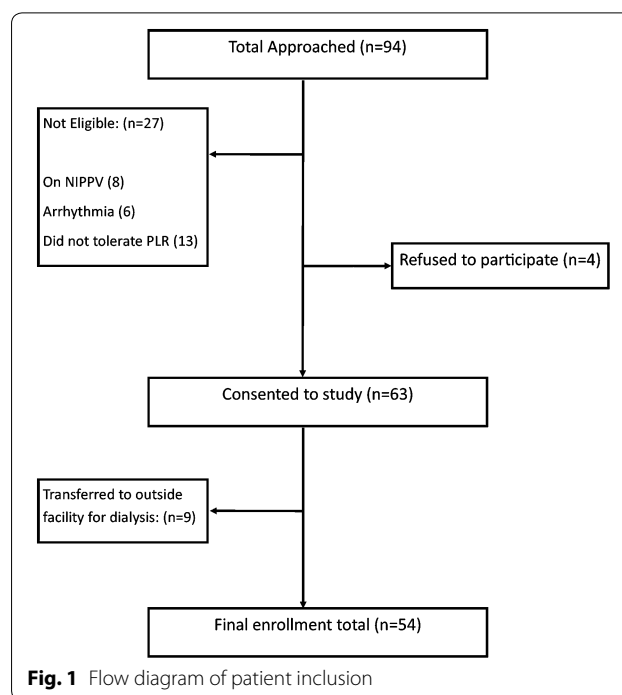 Total Approached (n=94)
Not Eligible: (n=27)
On NIPPV (8)
Arrhythmia (6)
Did not tolerate PLR (13)
Refused to participate (n=4)
Consented to study (n=63)
Transferred to outside
facility for dialysis: (n=9)
Final enrollment total (n=54)
Fig. 1 Flow diagram of patient inclusion